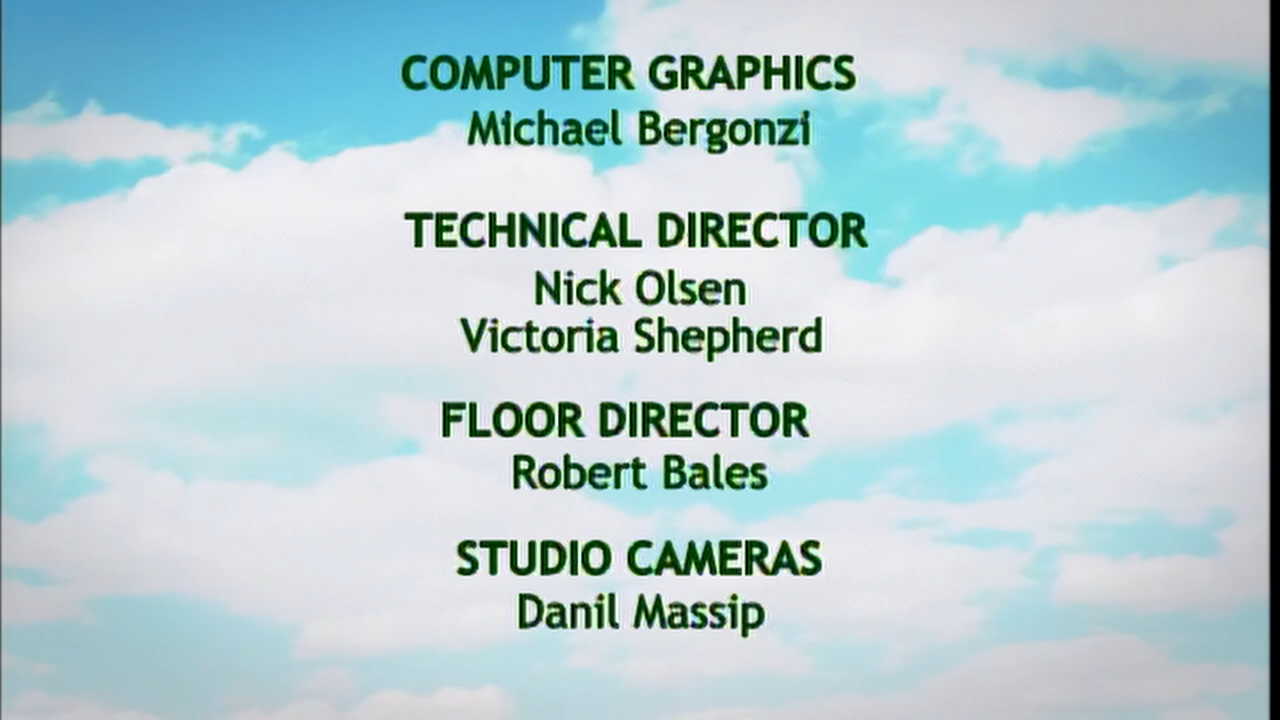 COMPUTER GRAPHICS
Michael Bergonzi
TECHNICAL DIRECTOR
Nick Olsen
Victoria Shepherd
FLOOR DIRECTOR
Robert Bales
STUDIO CAMERAS
Danil Massip